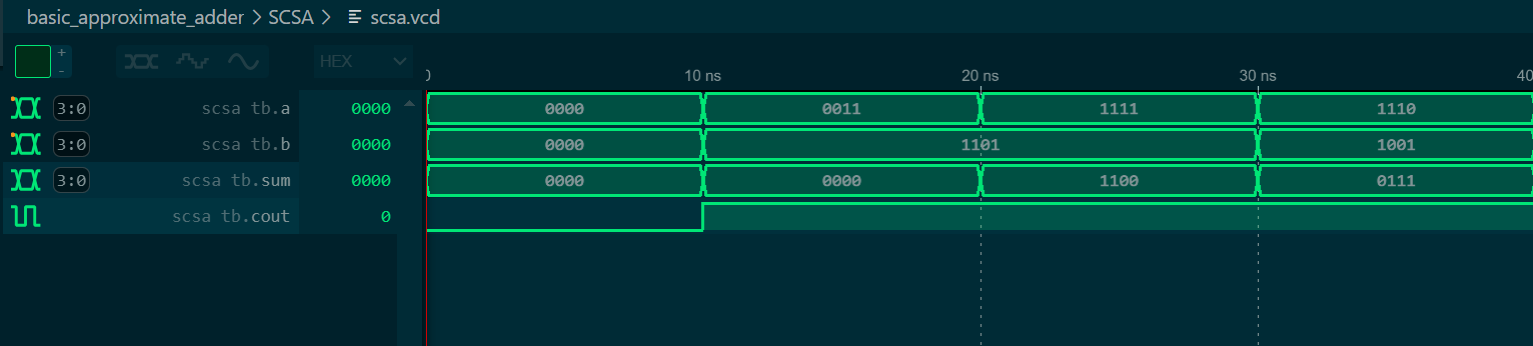 basic_approximate_adder > SCSA > scsa.vcd
+
-
HEX
0 10 ns 20 ns 30 ns 40
3:0 scsa tb.a 0000 0000 0011 1111 1110
3:0 scsa tb.b 0000 0000 1101 1001
3:0 scsa tb.sum 0000 0000 0000 1100 0111
scsa tb.cout 0